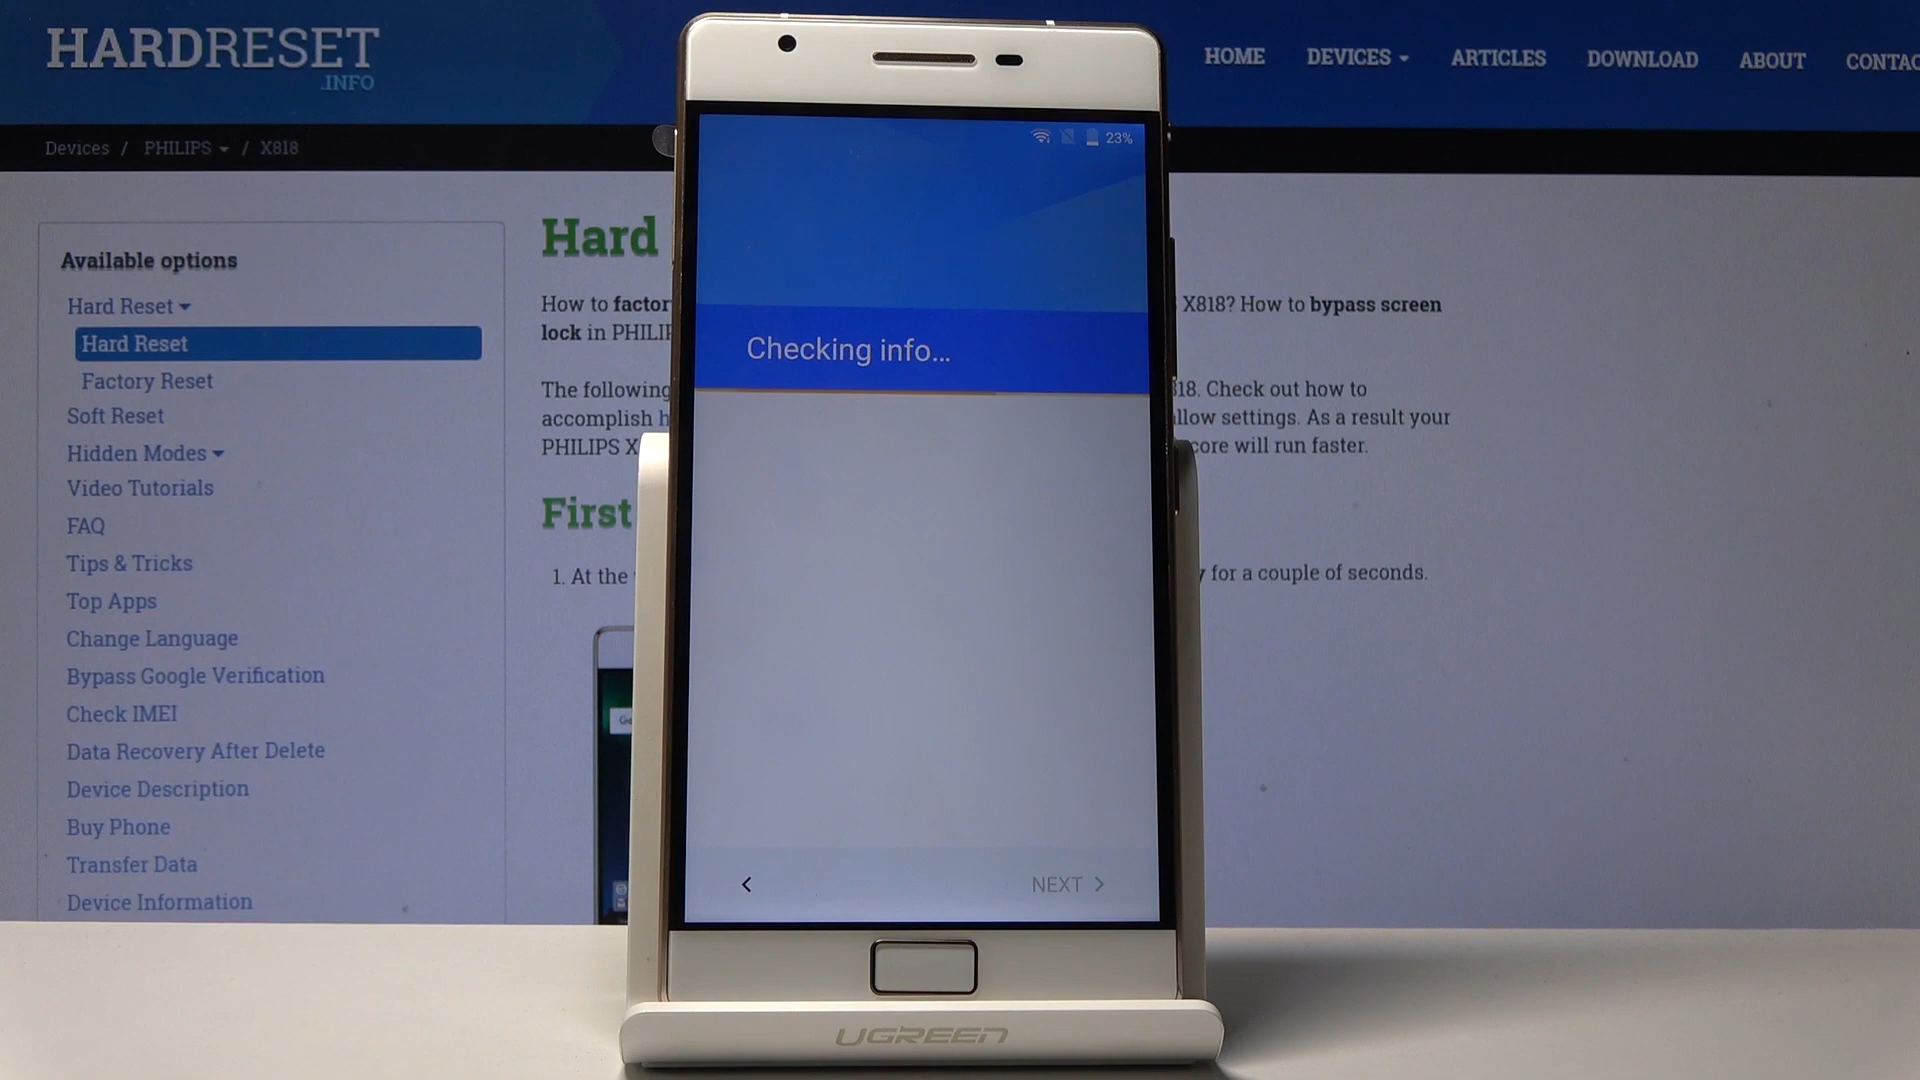 HARDRESET
.INFO
HOME DEVICES ARTICLES DOWNLOAD ABOUT CONTAC
Devices / PHILIPS / X818
Available options
Hard Reset
Hard Reset
Factory Reset
Soft Reset
Hidden Modes
Video Tutorials
FAQ
Tips & Tricks
Top Apps
Change Language
Bypass Google Verification
Check IMEI
Data Recovery After Delete
Device Description
Buy Phone
Transfer Data
Device Information
Hard
How to factor X818? How to bypass screen
lock in PHILIP
The following 818. Check out how to
accomplish h llow settings. As a result your
PHILIPS X core will run faster.
First
1. At the y for a couple of seconds.
Go
23%
Checking info...
NEXT
UGREEN